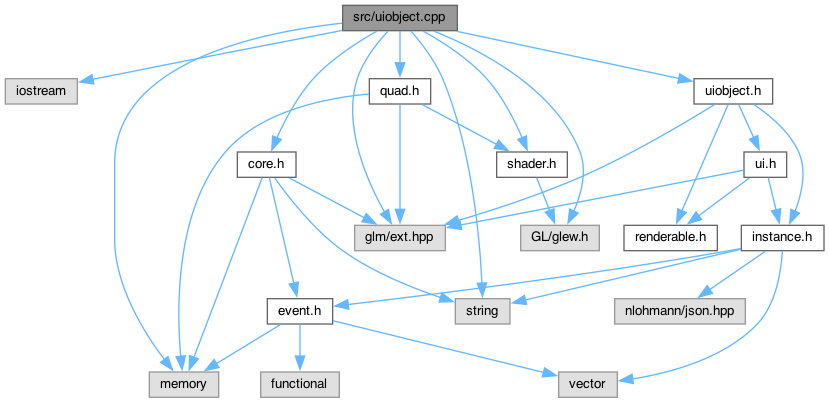 src/uiobject.cpp
iostream
quad.h
uiobject.h
core.h
shader.h
ui.h
glm/ext.hpp
GL/glew.h
renderable.h
instance.h
event.h
string
nlohmann/json.hpp
memory
functional
vector